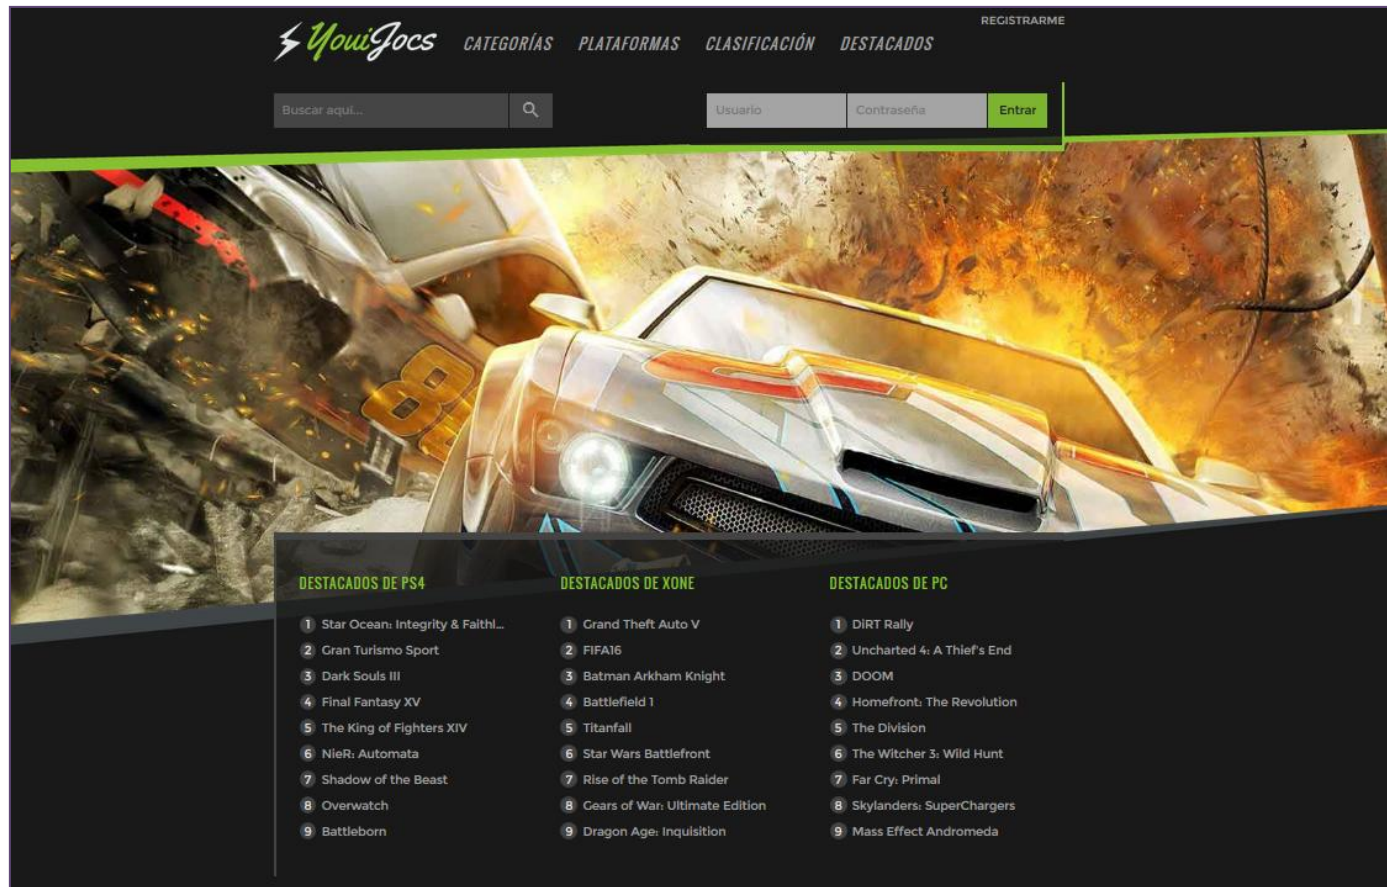 REGISTRARME
YouiJocs CATEGORÍAS PLATAFORMAS CLASIFICACIÓN DESTACADOS
Buscar aquí... Usuario Contraseña Entrar
88
DESTACADOS DE PS4
1 Star Ocean: Integrity & Faithl...
2 Gran Turismo Sport
3 Dark Souls III
4 Final Fantasy XV
5 The King of Fighters XIV
6 NieR: Automata
7 Shadow of the Beast
8 Overwatch
9 Battleborn
DESTACADOS DE XONE
1 Grand Theft Auto V
2 FIFA16
3 Batman Arkham Knight
4 Battlefield 1
5 Titanfall
6 Star Wars Battlefront
7 Rise of the Tomb Raider
8 Gears of War: Ultimate Edition
9 Dragon Age: Inquisition
DESTACADOS DE PC
1 DiRT Rally
2 Uncharted 4: A Thief's End
3 DOOM
4 Homefront: The Revolution
5 The Division
6 The Witcher 3: Wild Hunt
7 Far Cry: Primal
8 Skylanders: SuperChargers
9 Mass Effect Andromeda